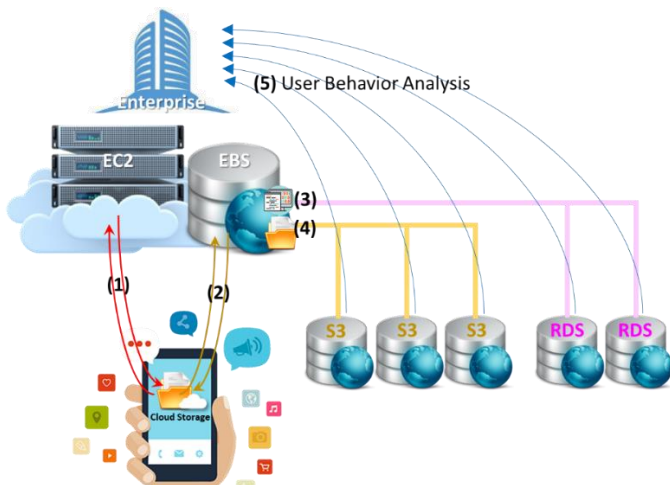 (5) User Behavior Analysis
Enterprise
EC2
EBS
(3)
(4)
(1)
(2)
S3
S3
S3
RDS
RDS
Cloud Storage